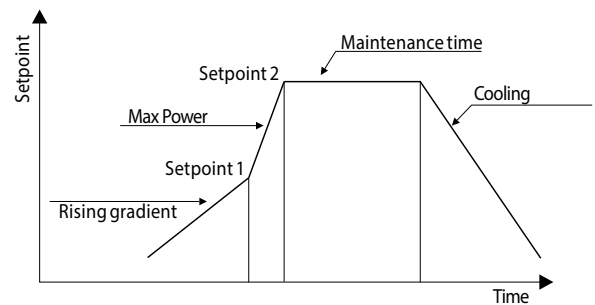 Setpoint
Maintenance time
Setpoint 2
Cooling
Max Power
Setpoint 1
Rising gradient
Time